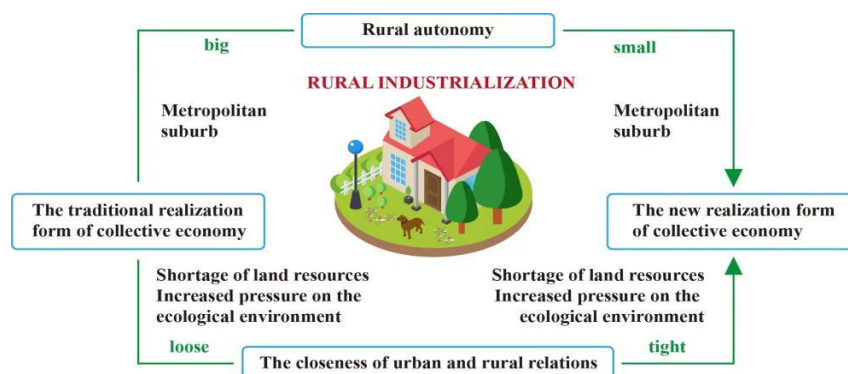 Rural autonomy
big
small
RURAL INDUSTRIALIZATION
Metropolitan
suburb
Metropolitan
suburb
The traditional realization
form of collective economy
The new realization form
of collective economy
Shortage of land resources
Increased pressure on the
ecological environment
Shortage of land resources
Increased pressure on the
ecological environment
loose
The closeness of urban and rural relations
tight